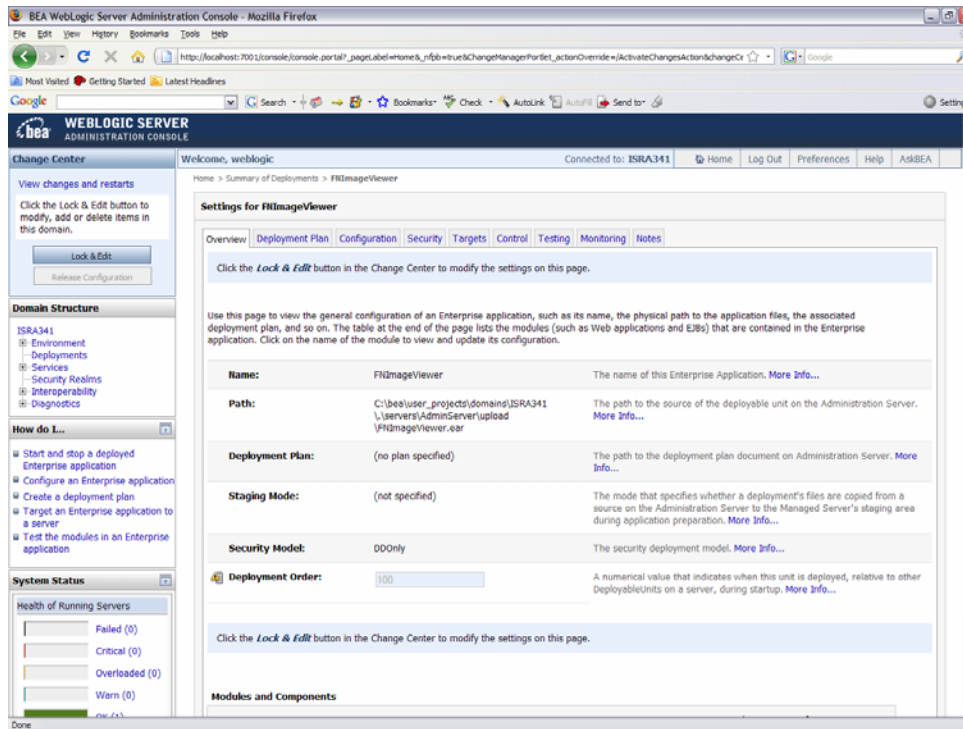 BEA WebLogic Server Administration Console - Mozilla Firefox
File Edit View History Bookmarks Tools Help
http://localhost:7001/console/console.portal?_pageLabel=Home&_nfpb=true&ChangeManagerPortlet_actionOverride=/ActivateChangesAction&changeCe
Google
Most Visited Getting Started Latest Headlines
Google Search Bookmarks Check AutoLink AutoFill Send to Setting
bea WEBLOGIC SERVER
ADMINISTRATION CONSOLE
Change Center
View changes and restarts
Click the Lock & Edit button to
modify, add or delete items in
this domain.
Lock & Edit
Release Configuration
Domain Structure
ISRA341
Environment
Deployments
Services
Security Realms
Interoperability
Diagnostics
How do I...
Start and stop a deployed
Enterprise application
Configure an Enterprise application
Create a deployment plan
Target an Enterprise application to
a server
Test the modules in an Enterprise
application
System Status
Health of Running Servers
Failed (0)
Critical (0)
Overloaded (0)
Warn (0)
OK (1)
Welcome, weblogic
Connected to: ISRA341 Home Log Out Preferences Help AskBEA
Home > Summary of Deployments > FNImageViewer
Settings for FNImageViewer
Overview Deployment Plan Configuration Security Targets Control Testing Monitoring Notes
Click the Lock & Edit button in the Change Center to modify the settings on this page.
Use this page to view the general configuration of an Enterprise application, such as its name, the physical path to the application files, the associated
deployment plan, and so on. The table at the end of the page lists the modules (such as Web applications and EJBs) that are contained in the Enterprise
application. Click on the name of the module to view and update its configuration.
Name: FNImageViewer The name of this Enterprise Application. More Info...
Path: C:\bea\user_projects\domains\ISRA341
\.\servers\AdminServer\upload
\FNImageViewer.ear
The path to the source of the deployable unit on the Administration Server.
More Info...
Deployment Plan: (no plan specified) The path to the deployment plan document on Administration Server. More
Info...
Staging Mode: (not specified) The mode that specifies whether a deployment's files are copied from a
source on the Administration Server to the Managed Server's staging area
during application preparation. More Info...
Security Model: DDOnly The security deployment model. More Info...
Deployment Order: 100 A numerical value that indicates when this unit is deployed, relative to other
DeployableUnits on a server, during startup. More Info...
Click the Lock & Edit button in the Change Center to modify the settings on this page.
Modules and Components
Done